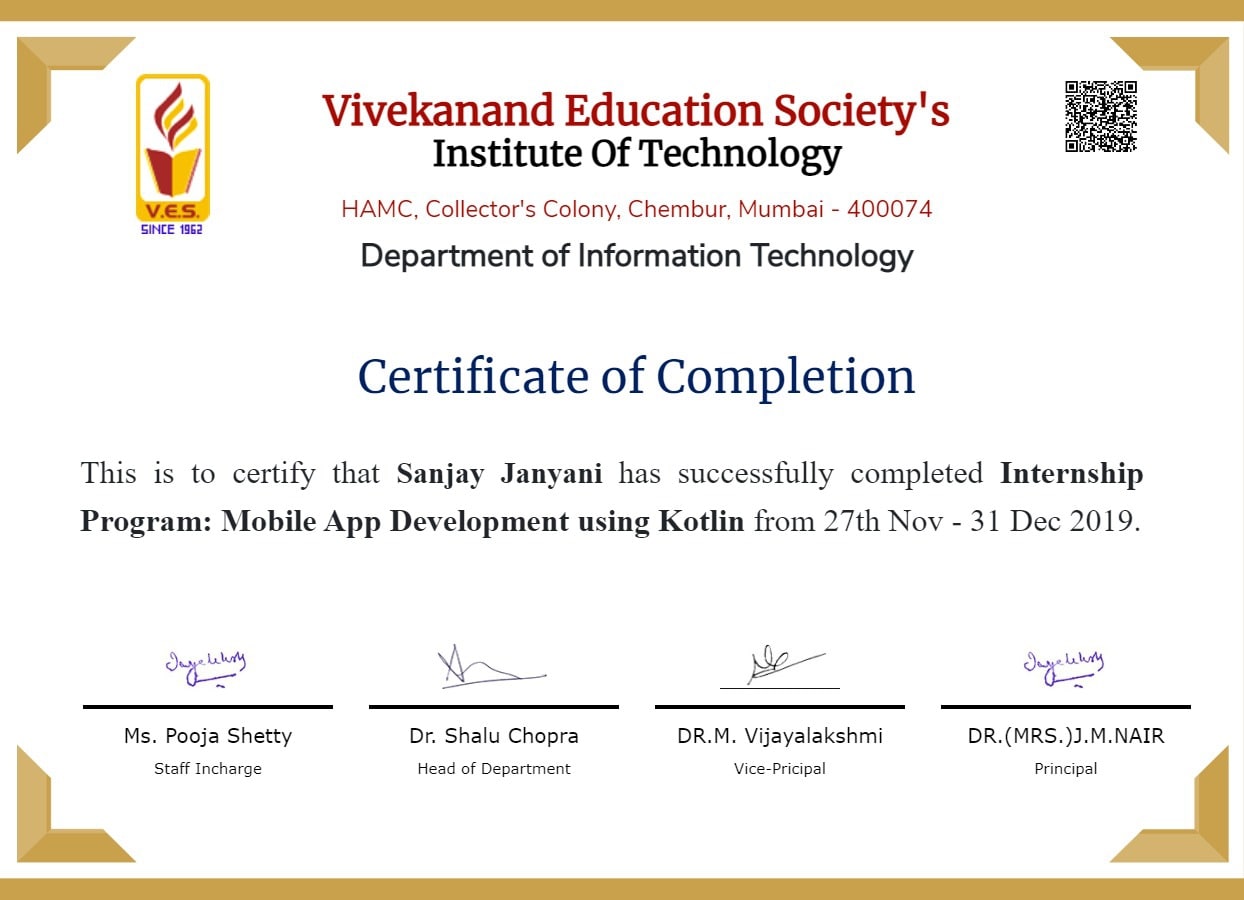 V.E.S.
SINCE 1962
Vivekanand Education Society's
Institute Of Technology
HAMC, Collector's Colony, Chembur, Mumbai - 400074
Department of Information Technology
Certificate of Completion
This is to certify that Sanjay Janyani has successfully completed Internship
Program: Mobile App Development using Kotlin from 27th Nov - 31 Dec 2019.
Ms. Pooja Shetty
Staff Incharge
Dr. Shalu Chopra
Head of Department
DR.M. Vijayalakshmi
Vice-Pricipal
DR.(MRS.)J.M.NAIR
Principal